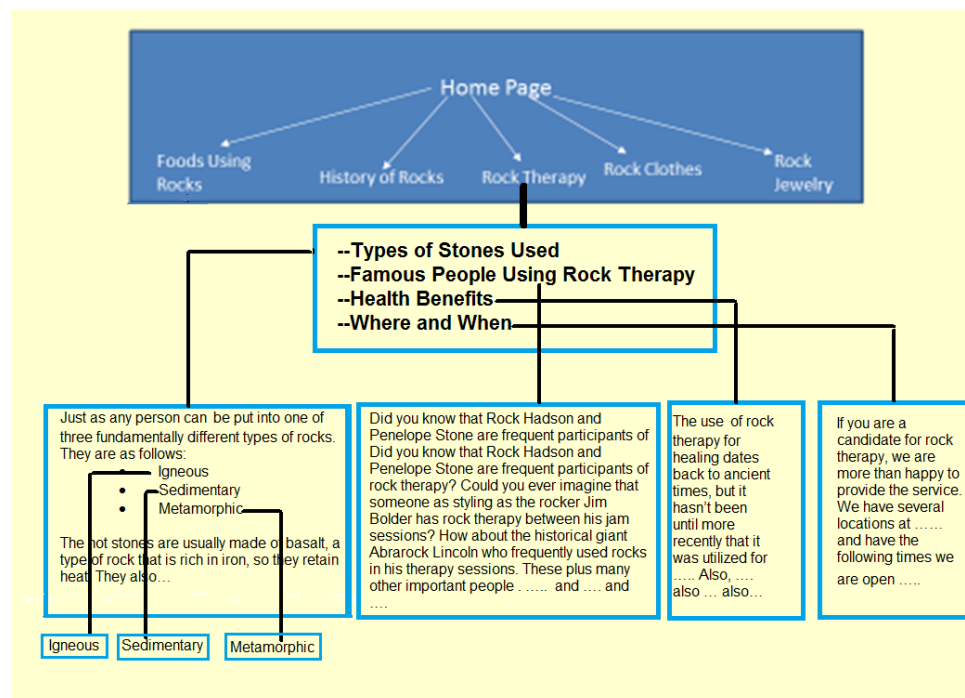 Home Page
Foods Using
Rocks
History of Rocks
Rock Therapy
Rock Clothes
Rock
Jewelry
--Types of Stones Used
--Famous People Using Rock Therapy
--Health Benefits
--Where and When
Just as any person can be put into one of
three fundamentally different types of rocks.
They are as follows:
• Igneous
• Sedimentary
• Metamorphic
The hot stones are usually made of basalt, a
type of rock that is rich in iron, so they retain
heat. They also…
Did you know that Rock Hadson and
Penelope Stone are frequent participants of
Did you know that Rock Hadson and
Penelope Stone are frequent participants of
rock therapy? Could you ever imagine that
someone as styling as the rocker Jim
Bolder has rock therapy between his jam
sessions? How about the historical giant
Abrarock Lincoln who frequently used rocks
in his therapy sessions. These plus many
other important people . ….. and …. and
….
The use of rock
therapy for
healing dates
back to ancient
times, but it
hasn't been
until more
recently that it
was utilized for
….. Also, ….
also … also…
If you are a
candidate for rock
therapy, we are
more than happy to
provide the service.
We have several
locations at ……
and have the
following times we
are open …..
Igneous
Sedimentary
Metamorphic